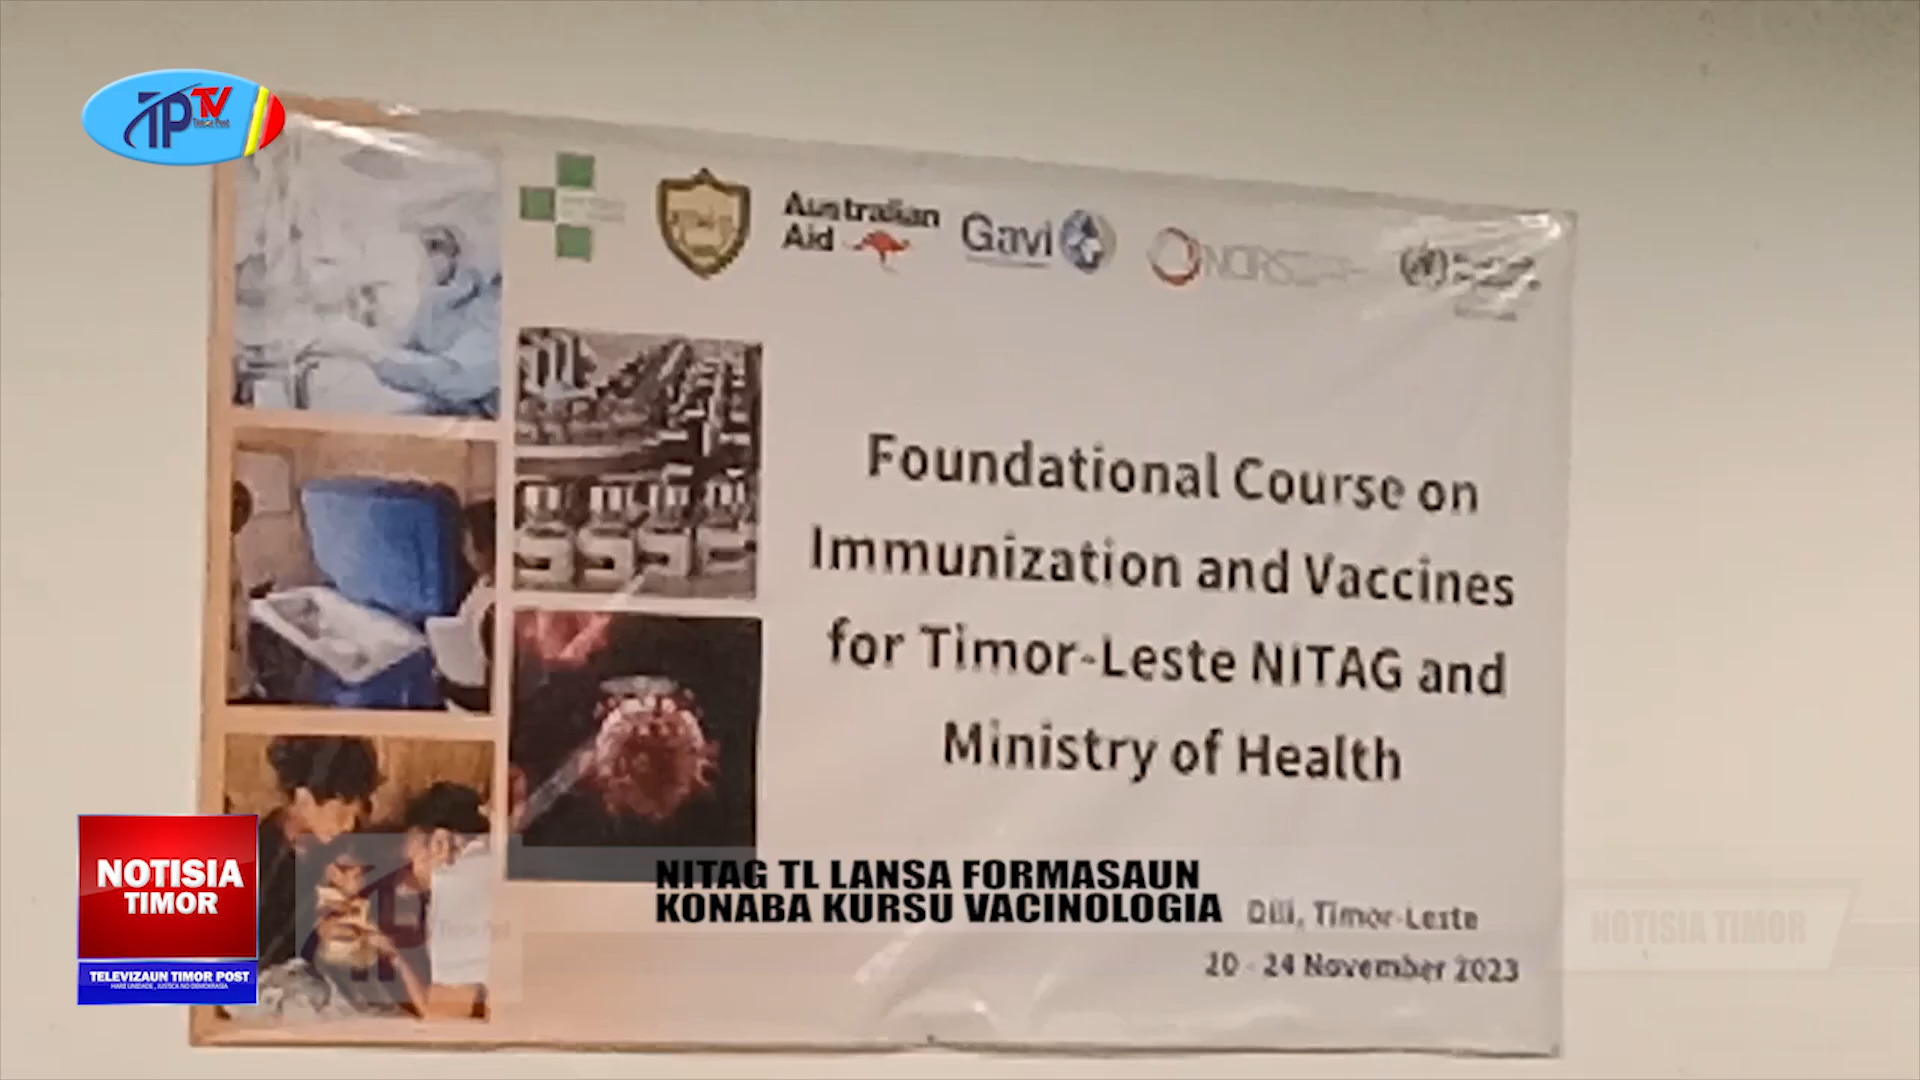 TP TV
Timor Post
Australian
Aid
Gavi
Foundational Course on
Immunization and Vaccines
for Timor-Leste NITAG and
Ministry of Health
NOTISIA
TIMOR
TELEVIZAUN TIMOR POST
NITAG TL LANSA FORMASAUN
KONABA KURSU VACINOLOGIA
Dili, Timor-Leste
20 - 24 November 2023
NOTISIA TIMOR